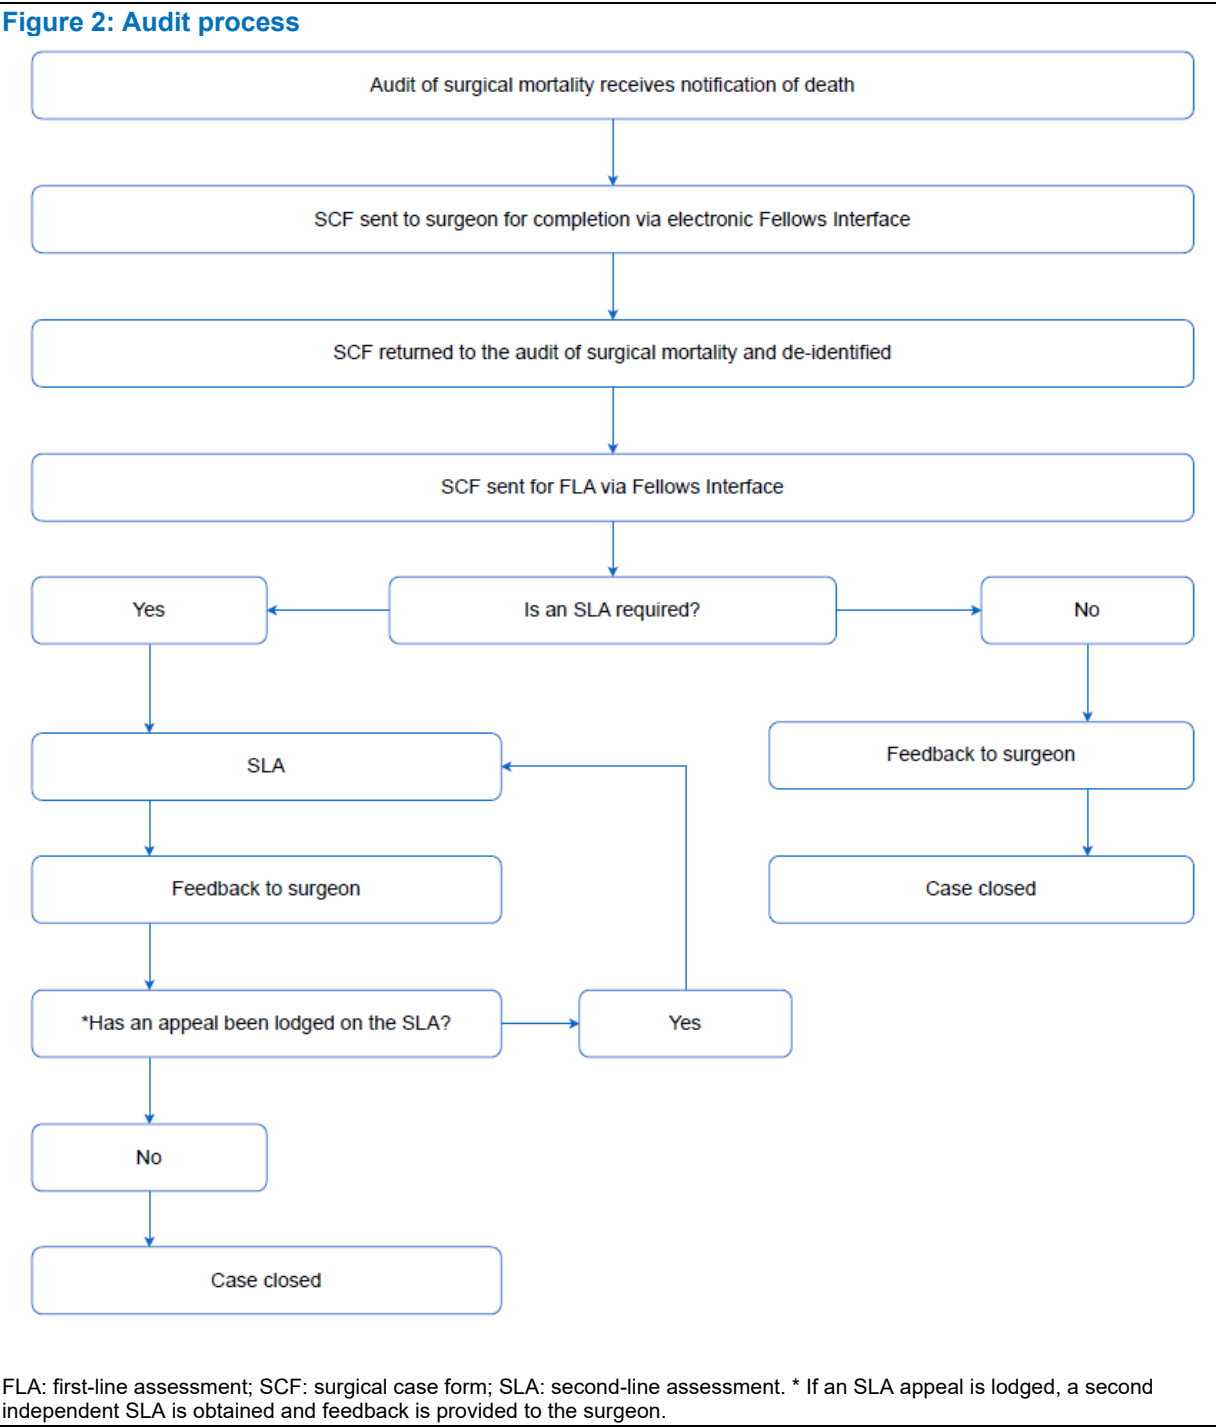 Figure 2: Audit process
Audit of surgical mortality receives notification of death
SCF sent to surgeon for completion via electronic Fellows Interface
SCF returned to the audit of surgical mortality and de-identified
SCF sent for FLA via Fellows Interface
Yes
Is an SLA required?
No
SLA
Feedback to surgeon
Feedback to surgeon
Case closed
*Has an appeal been lodged on the SLA?
Yes
No
Case closed
FLA: first-line assessment; SCF: surgical case form; SLA: second-line assessment. * If an SLA appeal is lodged, a second
independent SLA is obtained and feedback is provided to the surgeon.